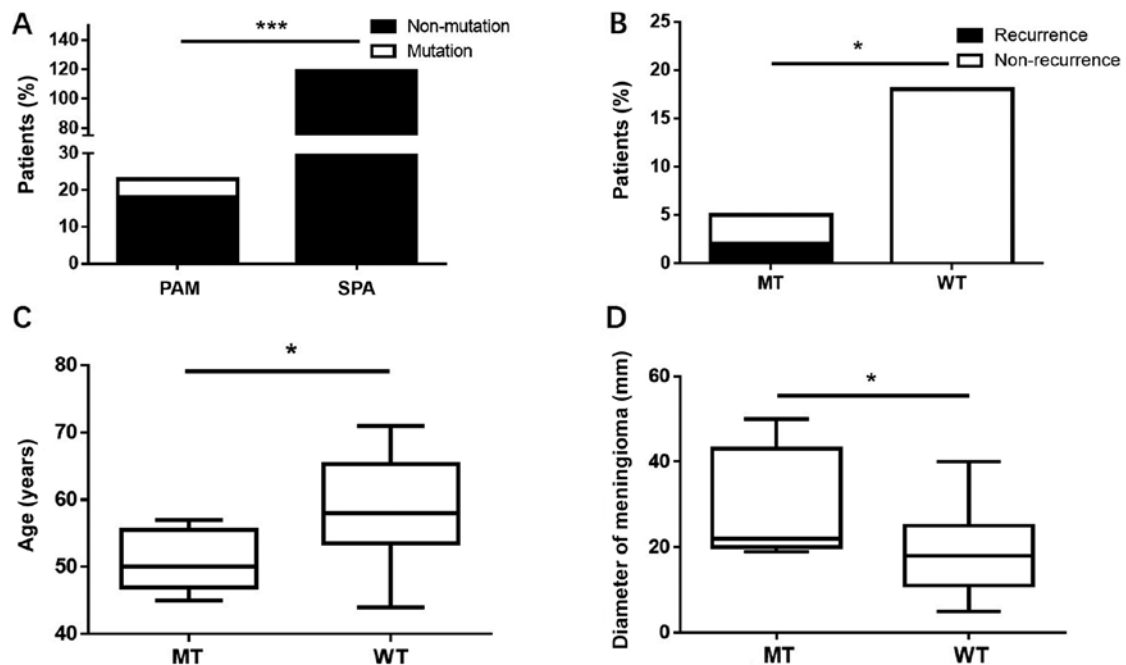 A
Patients (%)
140
120
100
80
30
20
10
0
***
Non-mutation
Mutation
PAM
SPA
B
Patients (%)
25
20
15
10
5
0
*
Recurrence
Non-recurrence
MT
WT
C
Age (years)
80
70
60
50
40
*
MT
WT
D
Diameter of meningioma (mm)
60
40
20
0
*
MT
WT